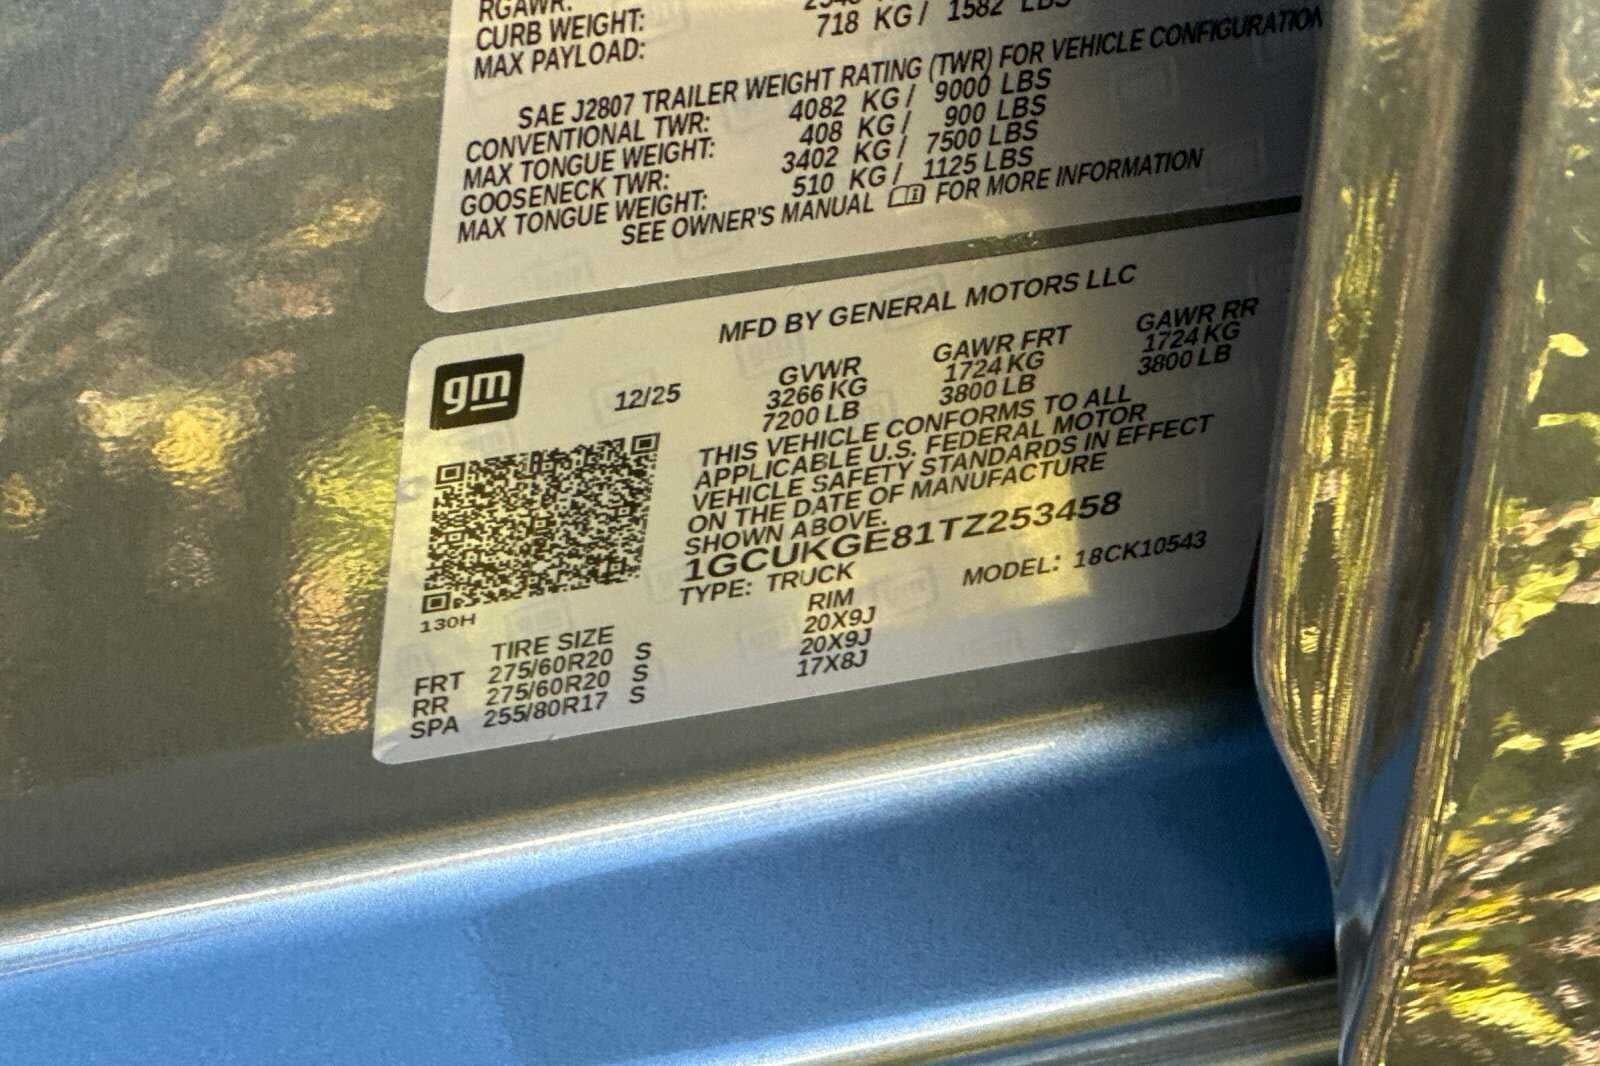 RGAWR:
CURB WEIGHT:
MAX PAYLOAD: 718 KG / 1582 LBS
SAE J2807 TRAILER WEIGHT RATING (TWR) FOR VEHICLE CONFIGURATION
CONVENTIONAL TWR: 4082 KG / 9000 LBS
MAX TONGUE WEIGHT: 408 KG / 900 LBS
GOOSENECK TWR: 3402 KG / 7500 LBS
MAX TONGUE WEIGHT: 510 KG / 1125 LBS
SEE OWNER'S MANUAL FOR MORE INFORMATION
MFD BY GENERAL MOTORS LLC
gm
12/25
GVWR GAWR FRT GAWR RR
3266 KG 1724 KG 1724 KG
7200 LB 3800 LB 3800 LB
THIS VEHICLE CONFORMS TO ALL
APPLICABLE U.S. FEDERAL MOTOR
VEHICLE SAFETY STANDARDS IN EFFECT
ON THE DATE OF MANUFACTURE
SHOWN ABOVE.
1GCUKGE81TZ253458
TYPE: TRUCK MODEL: 18CK10543
130H
TIRE SIZE RIM
FRT 275/60R20 S 20X9J
RR 275/60R20 S 20X9J
SPA 255/80R17 S 17X8J